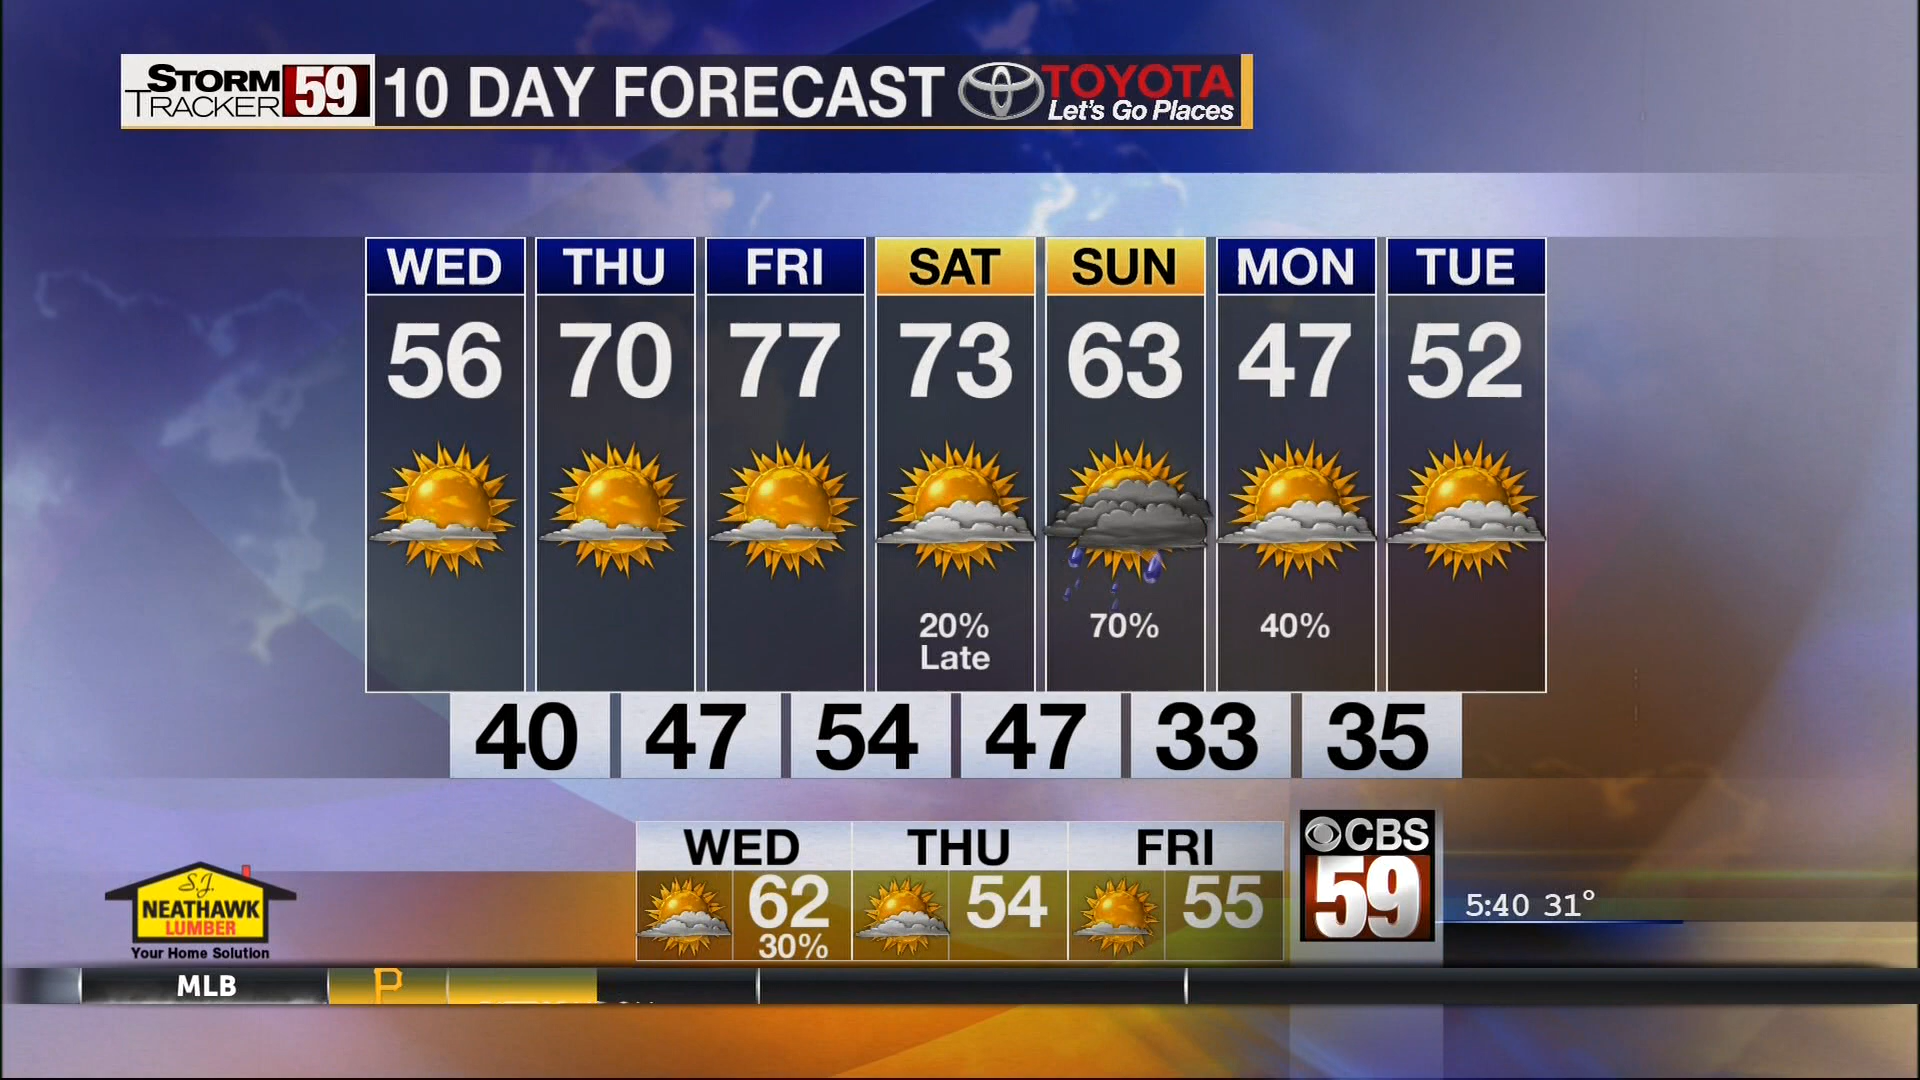 STORM TRACKER 59 10 DAY FORECAST TOYOTA
Let's Go Places
WED THU FRI SAT SUN MON TUE
56 70 77 73 63 47 52
20% 70% 40%
Late
40 47 54 47 33 35
WED THU FRI
62 54 55
30%
CBS
59
5:40 31°
S.J.
NEATHAWK
LUMBER
Your Home Solution
MLB P